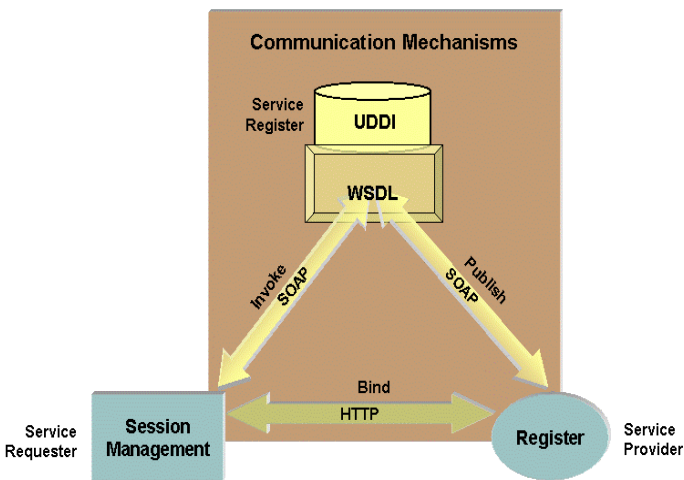 Communication Mechanisms
Service
Register
UDDI
WSDL
Invoke
SOAP
Publish
SOAP
Bind
HTTP
Service
Requester
Session
Management
Register
Service
Provider